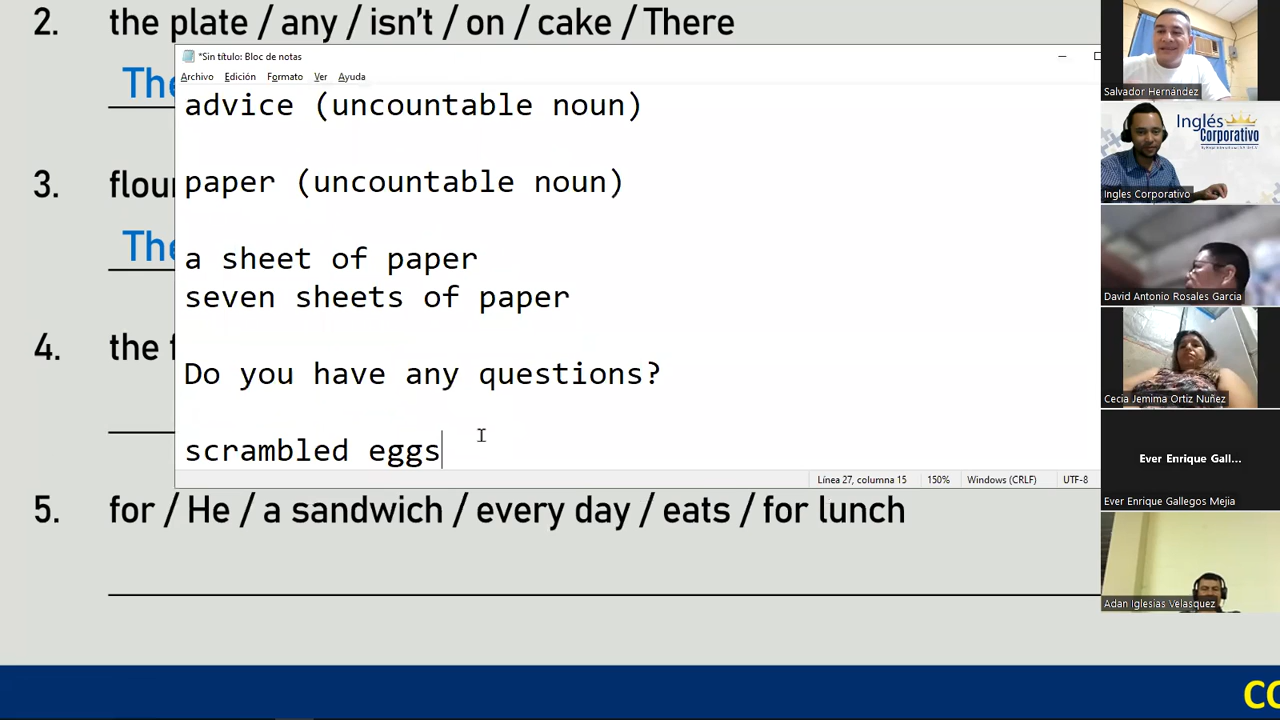 2. the plate / any / isn't / on / cake / There
The
*Sin título: Bloc de notas
Archivo Edición Formato Ver Ayuda
advice (uncountable noun)
paper (uncountable noun)
a sheet of paper
seven sheets of paper
Do you have any questions?
scrambled eggs
Línea 27, columna 15 150% Windows (CRLF) UTF-8
3. flour
The
4. the f
5. for / He / a sandwich / every day / eats / for lunch
CO
Salvador Hernández
Inglés
Corporativo
Ingles Corporativo
David Antonio Rosales Garcia
Cecia Jemima Ortiz Nuñez
Ever Enrique Gall...
Ever Enrique Gallegos Mejia
Adan Iglesias Velasquez